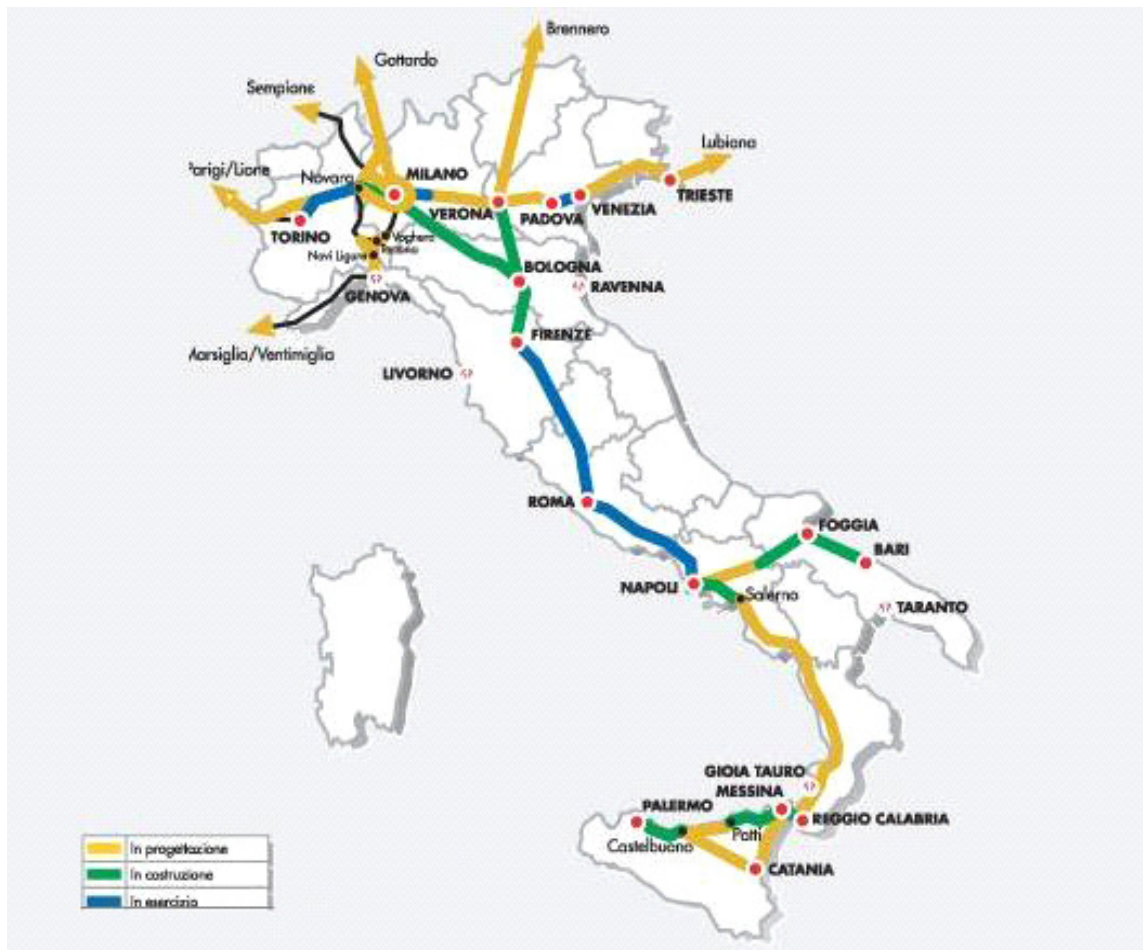 Brennero
Gottardo
Sempione
Lubiana
Parigi/Lione
Novara
MILANO
TRIESTE
VERONA
PADOVA
VENEZIA
TORINO
Voghera
Tortona
Novi Ligure
BOLOGNA
GENOVA
RAVENNA
FIRENZE
Marsiglia/Ventimiglia
LIVORNO
ROMA
FOGGIA
BARI
NAPOLI
Salerno
TARANTO
GIOIA TAURO
MESSINA
PALERMO
REGGIO CALABRIA
Patti
Castelbuono
CATANIA
In progettazione
In costruzione
In esercizio